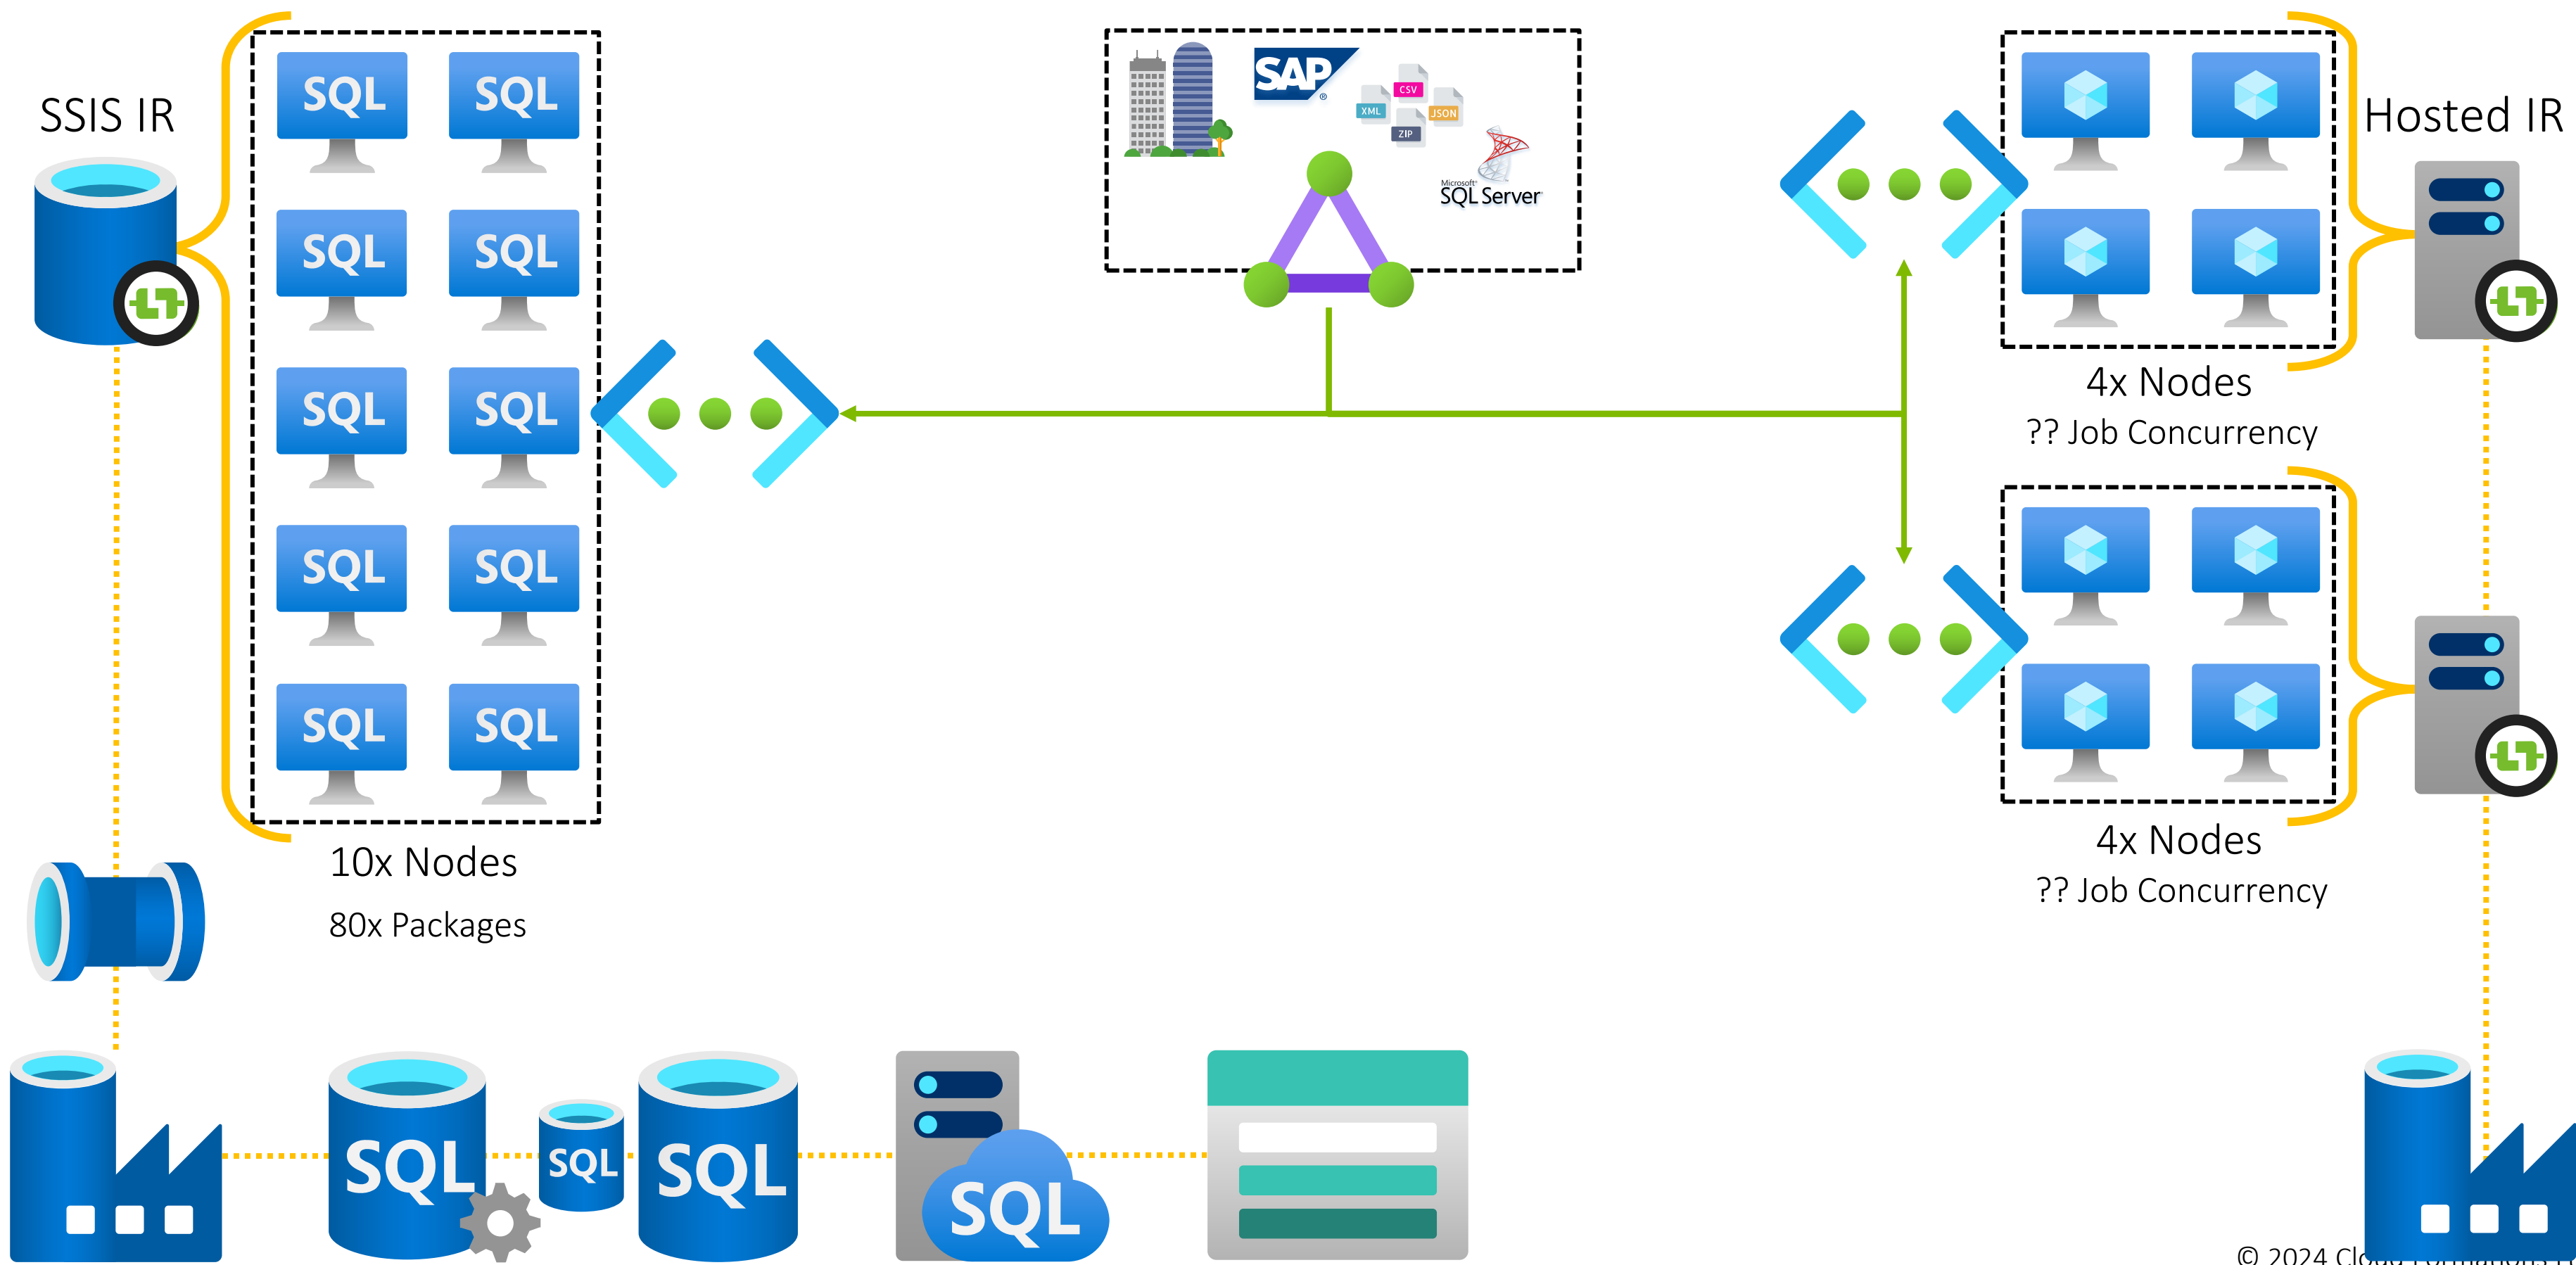 SSIS IR
SQL
SQL
SQL
SQL
SQL
SQL
SQL
SQL
SQL
SQL
10x Nodes
80x Packages
SAP
®
XML
CSV
ZIP
JSON
Microsoft®
SQL Server®
Hosted IR
4x Nodes
?? Job Concurrency
4x Nodes
?? Job Concurrency
SQL
SQL
SQL
SQL
© 2024